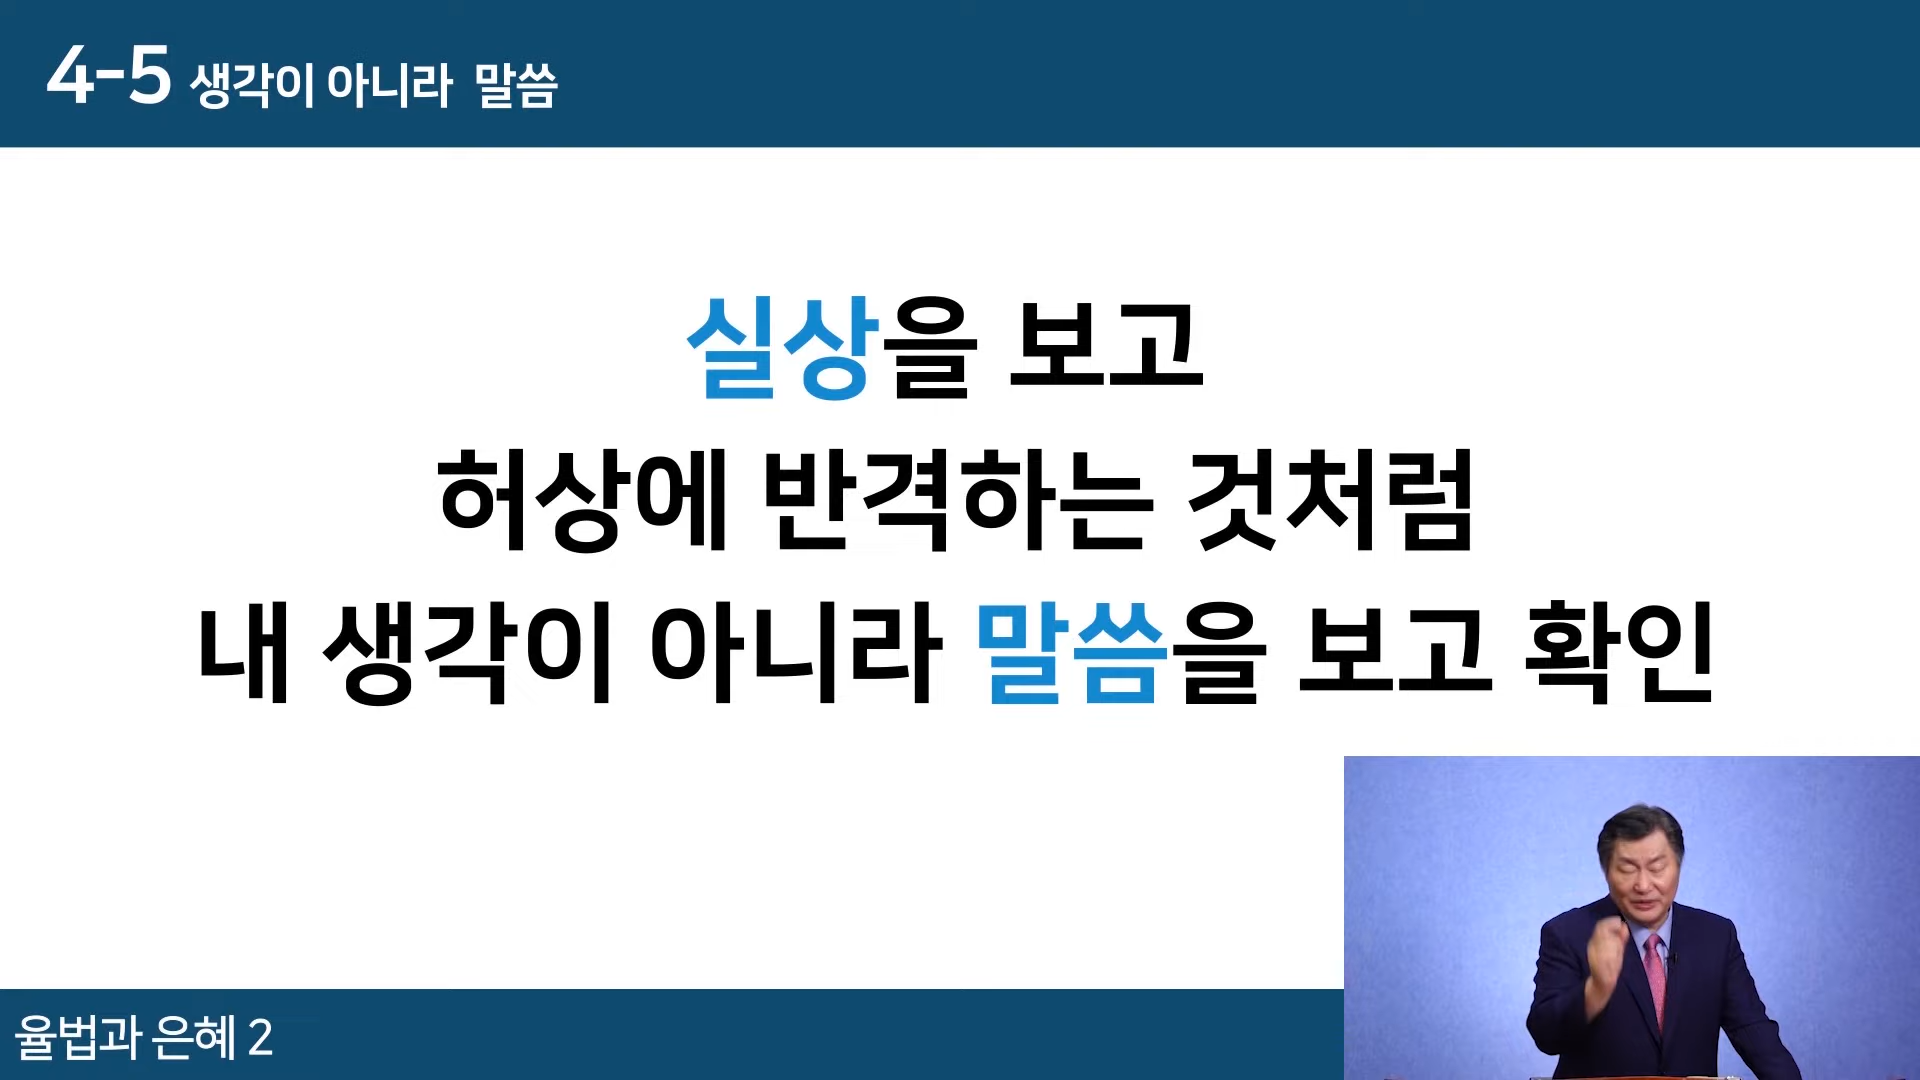 4-5 생각이 아니라 말씀
실상을 보고
허상에 반격하는 것처럼
내 생각이 아니라 말씀을 보고 확인
율법과 은혜 2